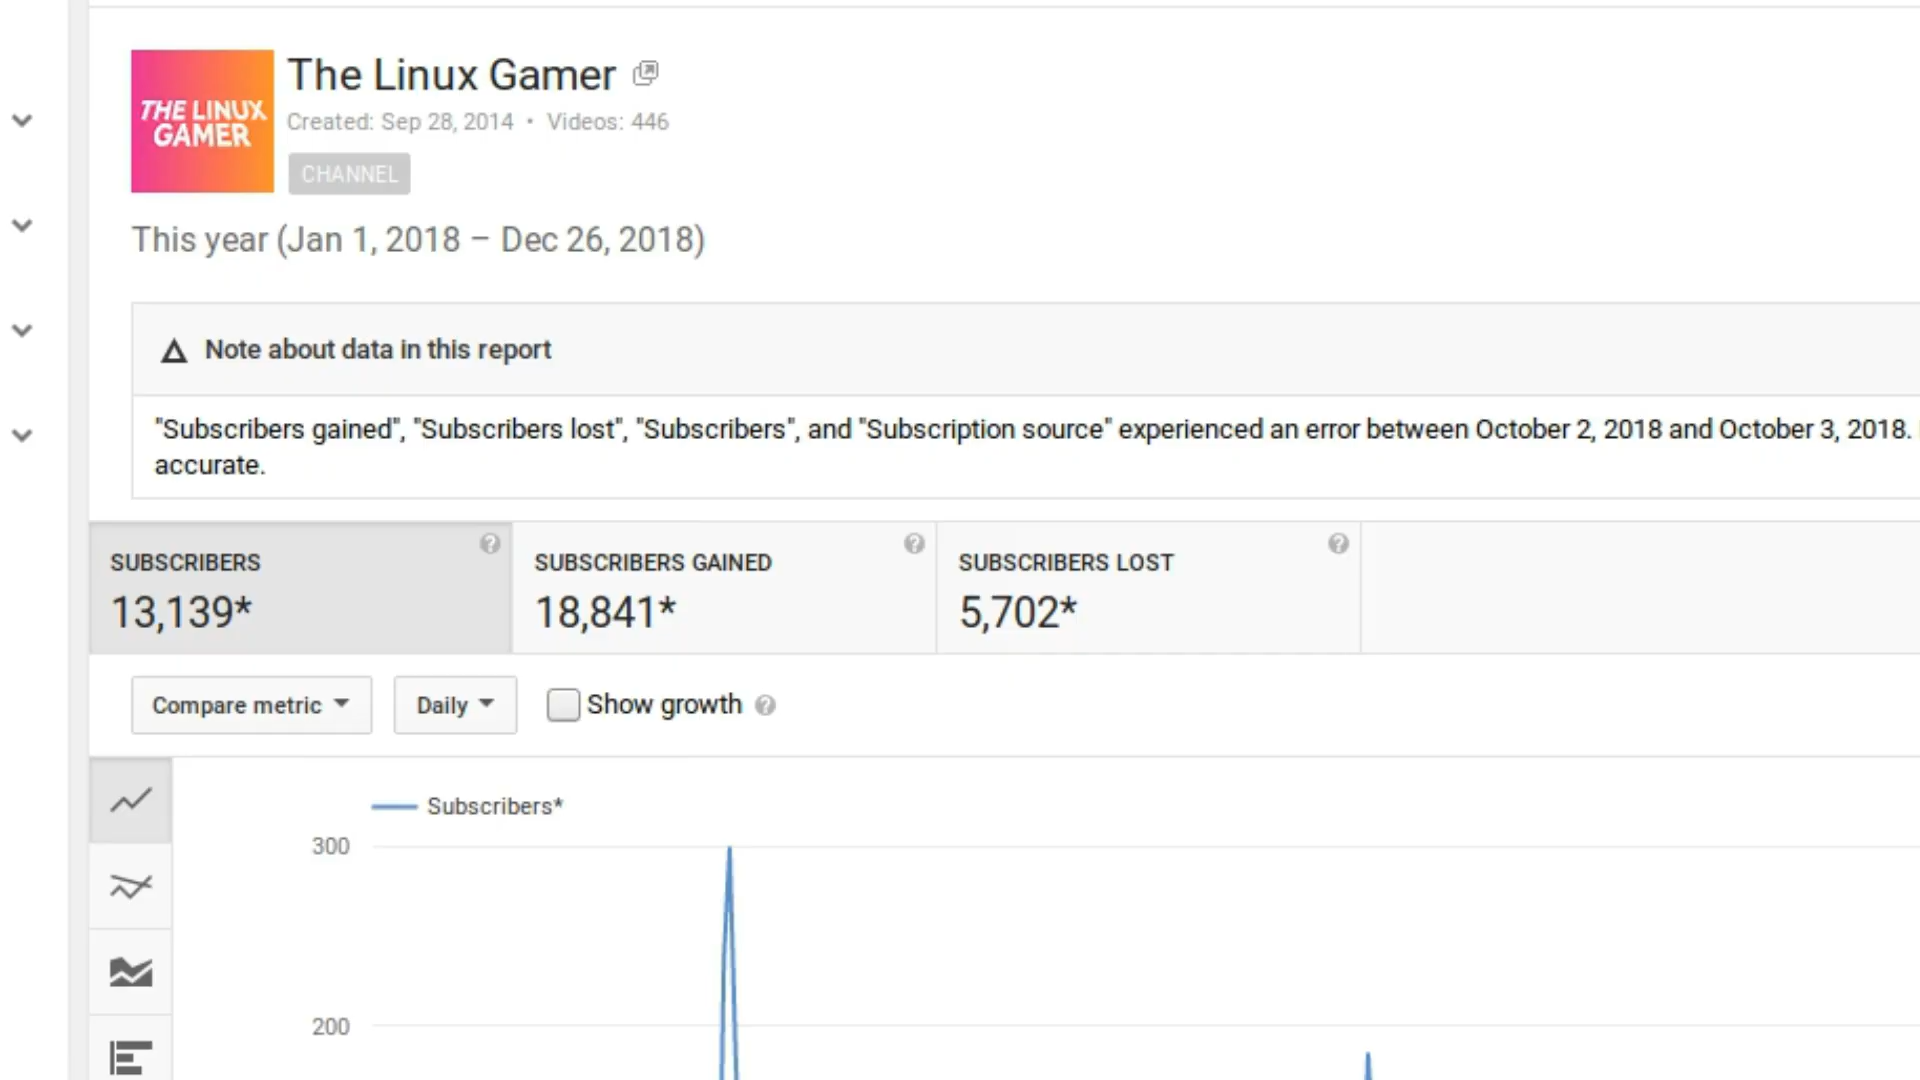 THE LINUX
GAMER
The Linux Gamer
Created: Sep 28, 2014 • Videos: 446
CHANNEL
This year (Jan 1, 2018 – Dec 26, 2018)
Note about data in this report
"Subscribers gained", "Subscribers lost", "Subscribers", and "Subscription source" experienced an error between October 2, 2018 and October 3, 2018.
accurate.
SUBSCRIBERS
13,139*
SUBSCRIBERS GAINED
18,841*
SUBSCRIBERS LOST
5,702*
Compare metric Daily Show growth
Subscribers*
300
200